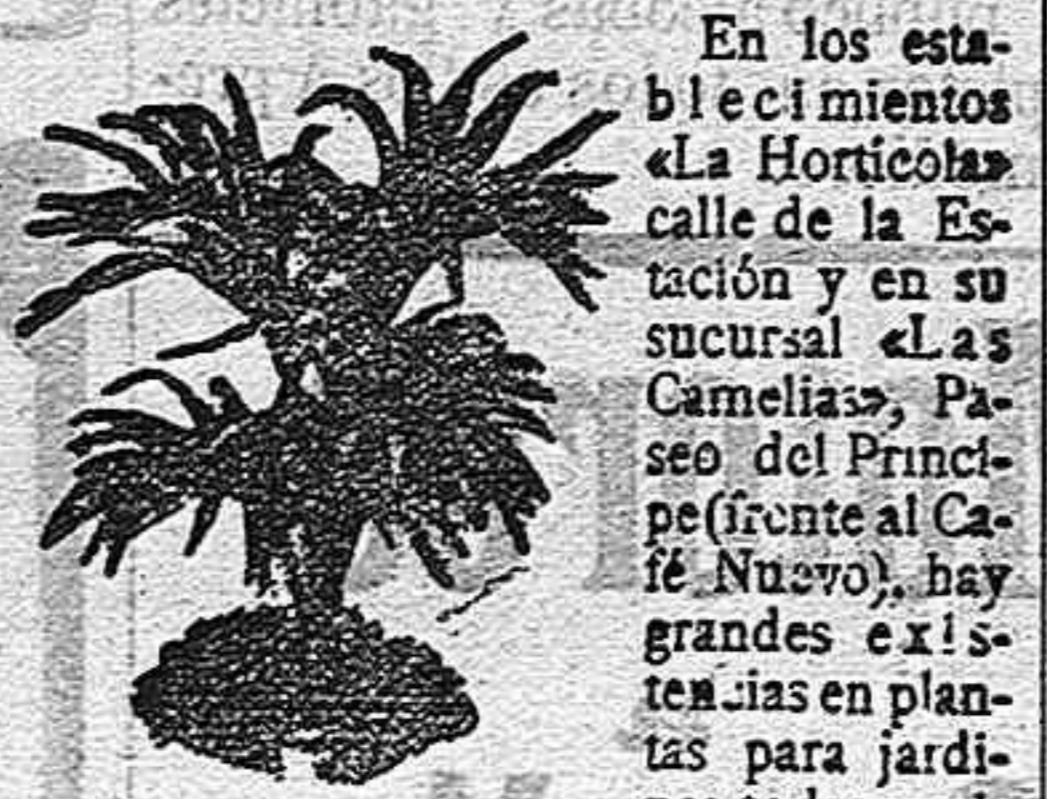 En los esta-
blecimientos
«La Horticola»
calle de la Es-
tación y en su
sucursal «Las
Camelias», Pa-
seo del Princi-
pe (frente al Ca-
fé Nuevo), hay
grandes exis-
tencias en plan-
tas para jardi-